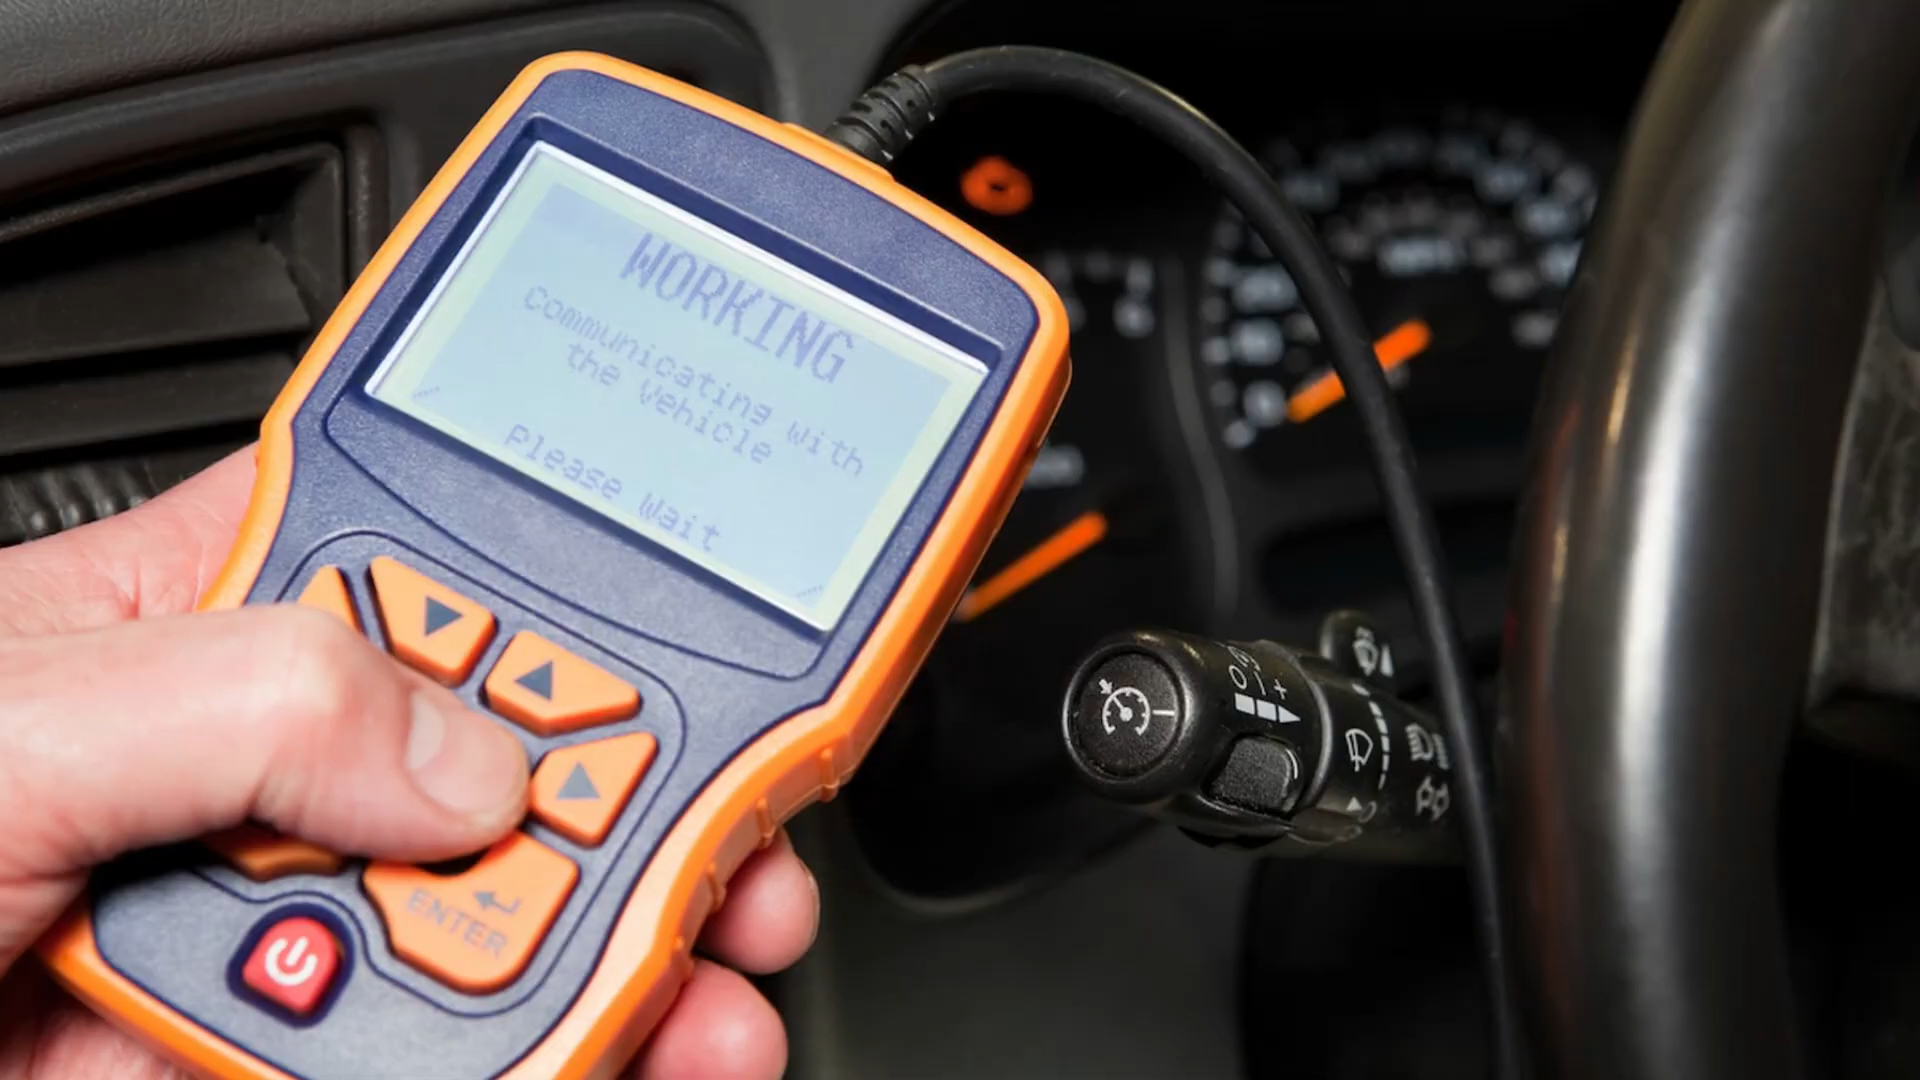 WORKING
Communicating with
the Vehicle
Please Wait
ENTER
O I +